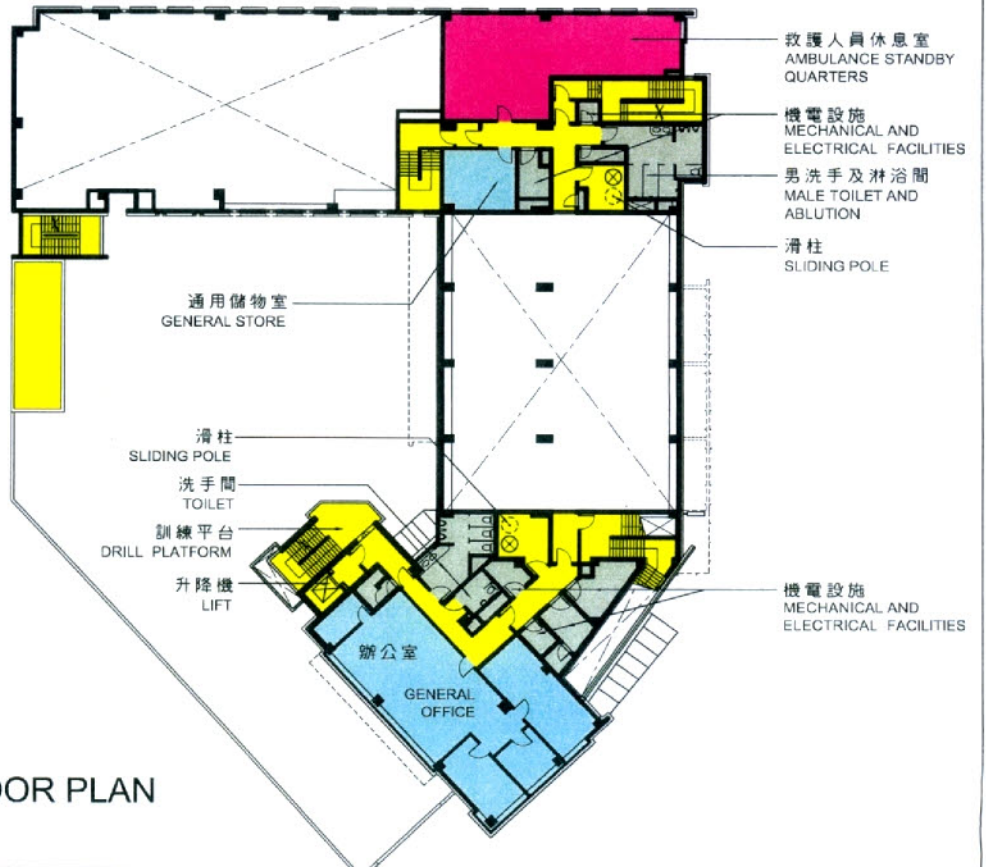 救護人員休息室
AMBULANCE STANDBY
QUARTERS
機電設施
MECHANICAL AND
ELECTRICAL FACILITIES
男洗手及淋浴間
MALE TOILET AND
ABLUTION
滑柱
SLIDING POLE
通用儲物室
GENERAL STORE
滑柱
SLIDING POLE
洗手間
TOILET
訓練平台
DRILL PLATFORM
升降機
LIFT
機電設施
MECHANICAL AND
ELECTRICAL FACILITIES
辦公室
GENERAL
OFFICE
OOR PLAN